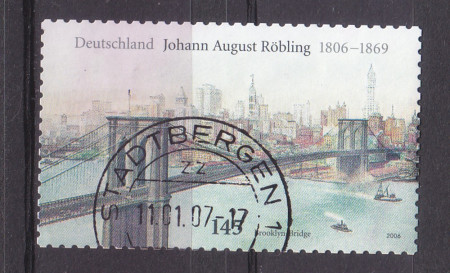 Deutschland Johann August Röbling 1806–1869
STADTBERGEN 1
zz
11.01.07-17
145
Brooklyn Bridge
2006